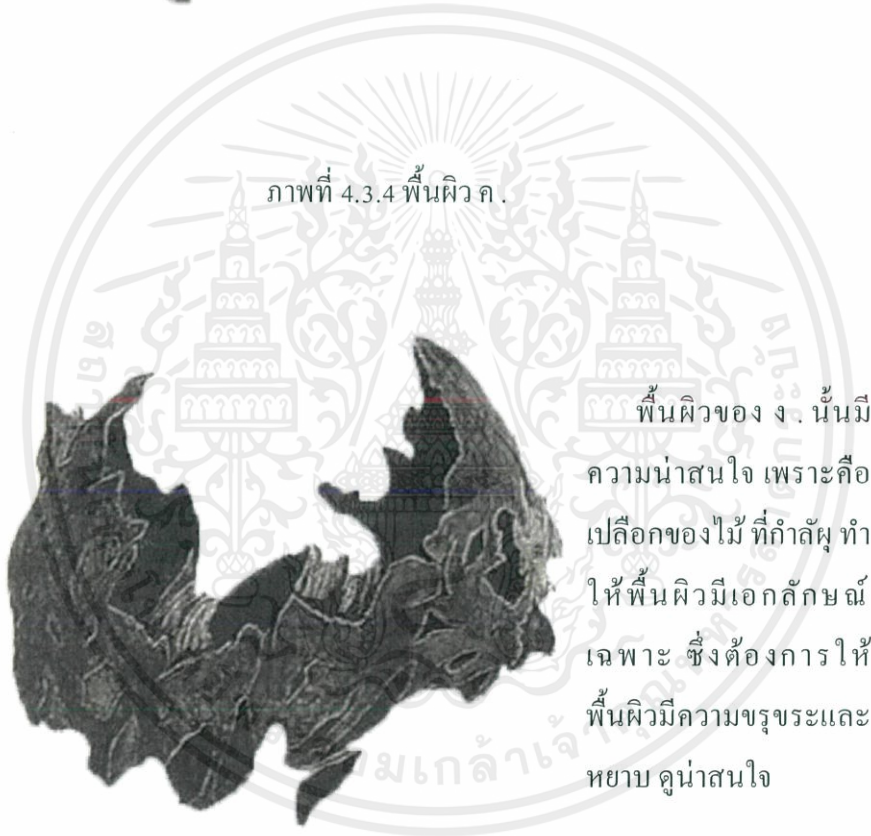 ภาพที่ 4.3.4 พื้นผิว ค .
พื้นผิวของ ง . นั้นมี
ความน่าสนใจ เพราะคือ
เปลือกของไม้ ที่กำลัผุ ทำ
ให้พื้นผิวมีเอกลักษณ์
เฉพาะ ซึ่งต้องการให้
พื้นผิวมีความขรุขระและ
หยาบ ดูน่าสนใจ